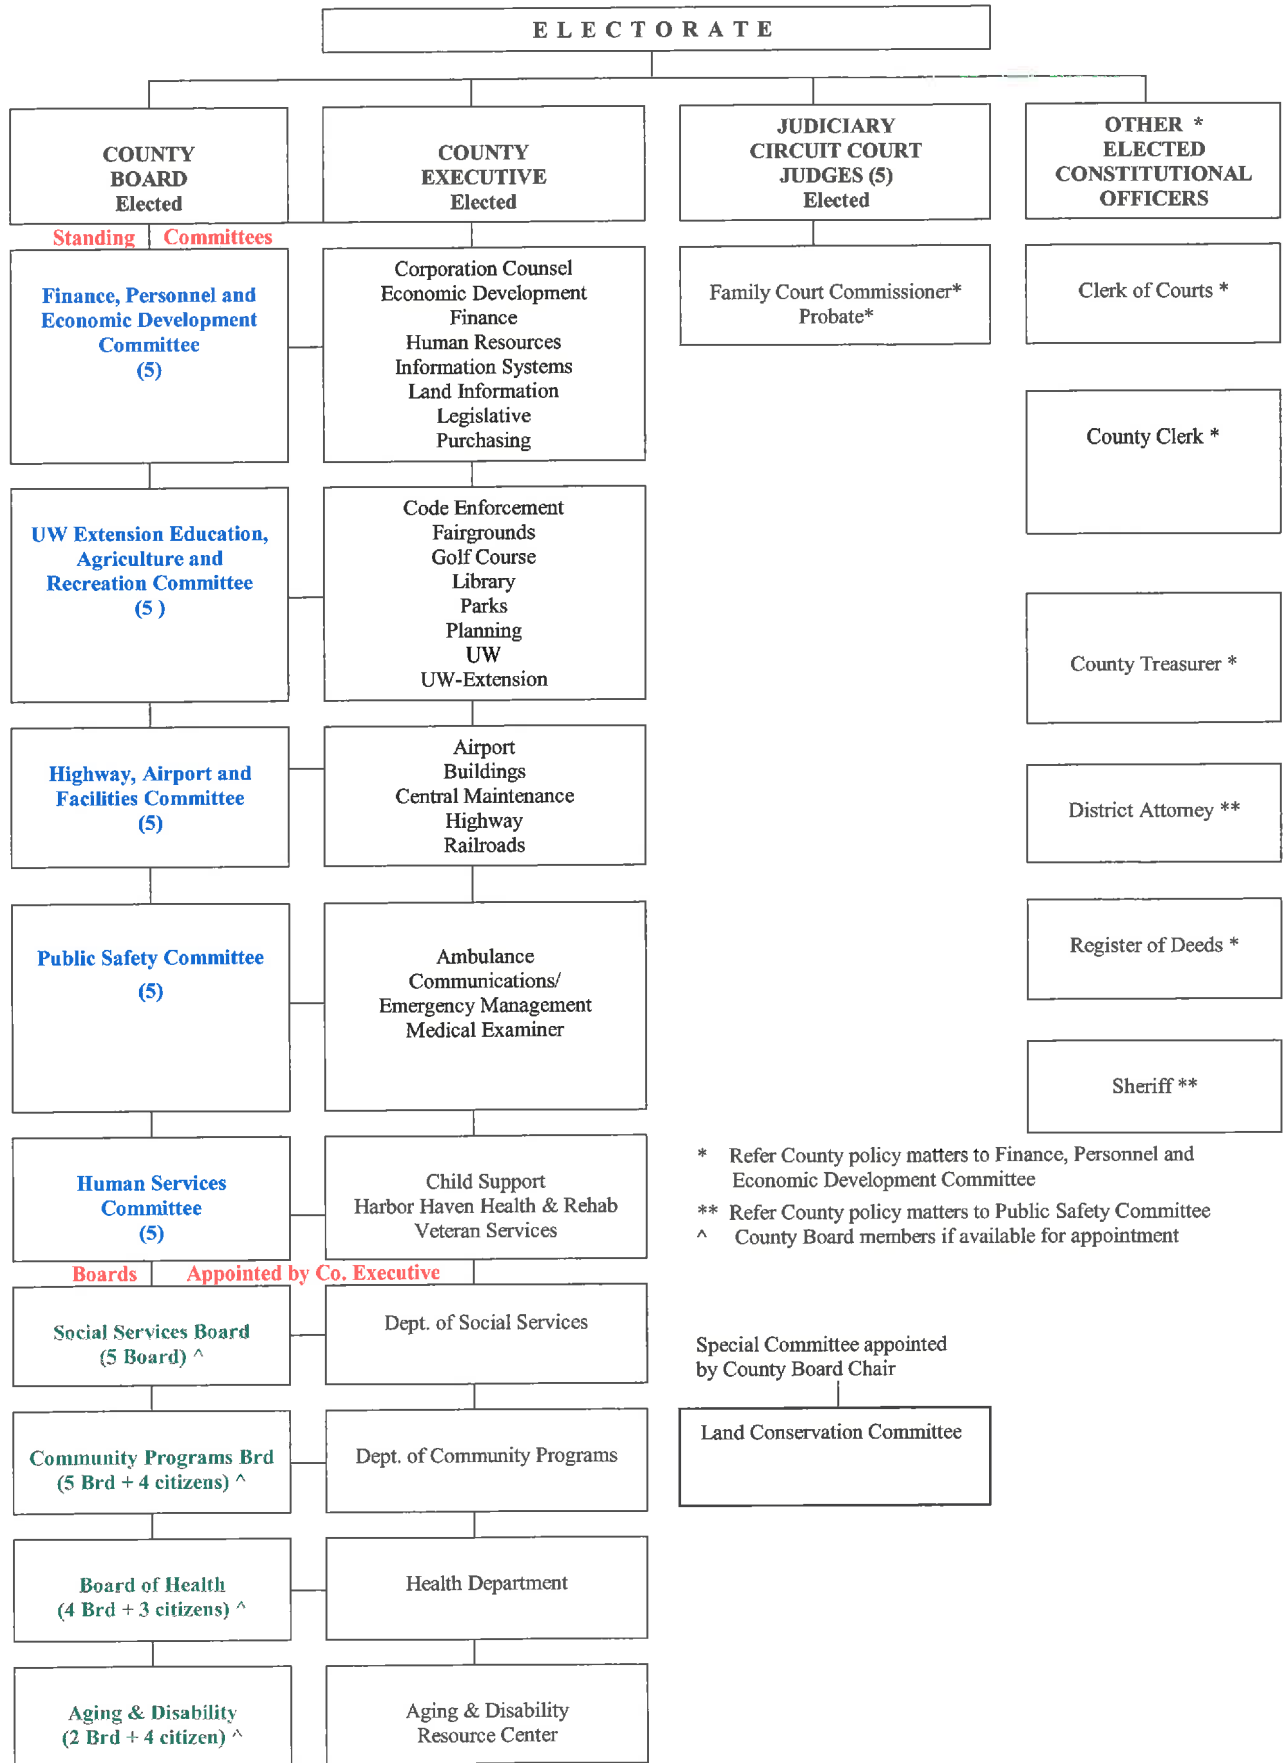 ELECTORATE
COUNTY
BOARD
Elected
COUNTY
EXECUTIVE
Elected
JUDICIARY
CIRCUIT COURT
JUDGES (5)
Elected
OTHER *
ELECTED
CONSTITUTIONAL
OFFICERS
Standing Committees
Finance, Personnel and
Economic Development
Committee
(5)
Corporation Counsel
Economic Development
Finance
Human Resources
Information Systems
Land Information
Legislative
Purchasing
Family Court Commissioner*
Probate*
Clerk of Courts *
County Clerk *
UW Extension Education,
Agriculture and
Recreation Committee
(5 )
Code Enforcement
Fairgrounds
Golf Course
Library
Parks
Planning
UW
UW-Extension
County Treasurer *
Highway, Airport and
Facilities Committee
(5)
Airport
Buildings
Central Maintenance
Highway
Railroads
District Attorney **
Public Safety Committee
(5)
Ambulance
Communications/
Emergency Management
Medical Examiner
Register of Deeds *
Sheriff **
Human Services
Committee
(5)
Child Support
Harbor Haven Health & Rehab
Veteran Services
* Refer County policy matters to Finance, Personnel and
Economic Development Committee
** Refer County policy matters to Public Safety Committee
^ County Board members if available for appointment
Boards Appointed by Co. Executive
Social Services Board
(5 Board) ^
Dept. of Social Services
Special Committee appointed
by County Board Chair
Land Conservation Committee
Community Programs Brd
(5 Brd + 4 citizens) ^
Dept. of Community Programs
Board of Health
(4 Brd + 3 citizens) ^
Health Department
Aging & Disability
(2 Brd + 4 citizen) ^
Aging & Disability
Resource Center